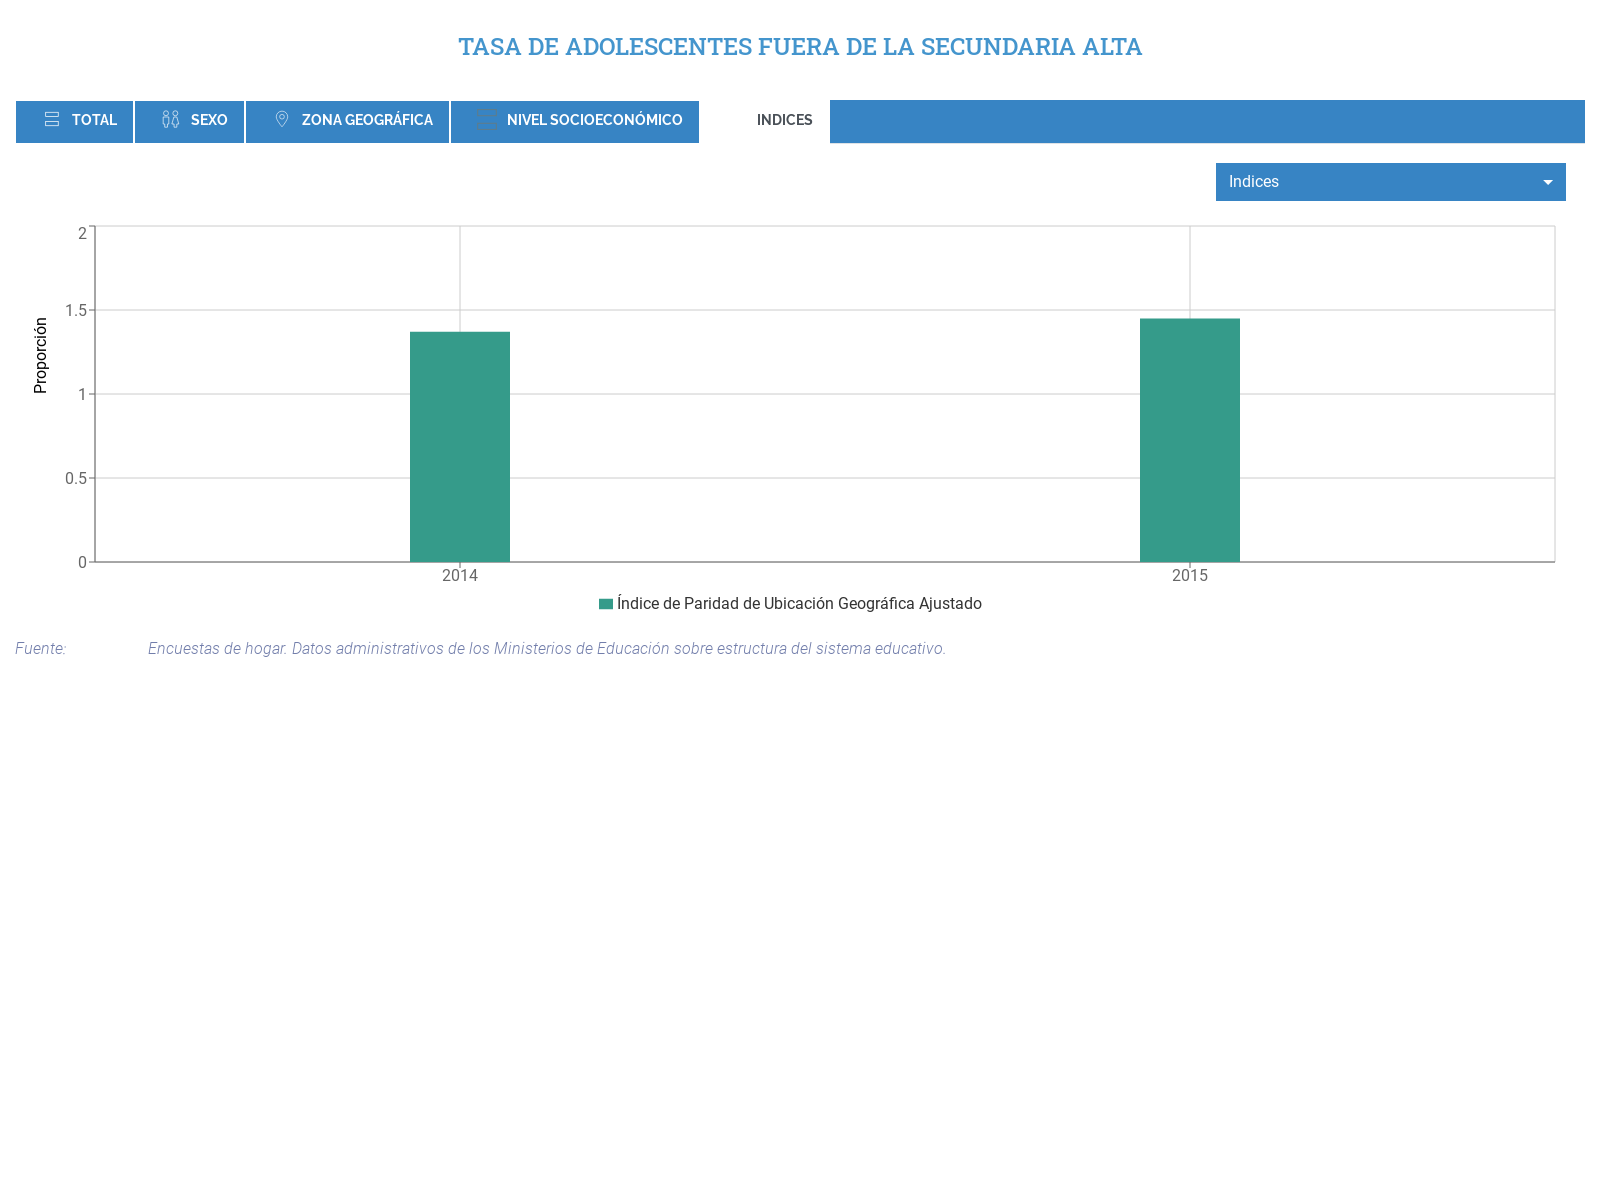 TASA DE ADOLESCENTES FUERA DE LA SECUNDARIA ALTA
TOTAL SEXO ZONA GEOGRÁFICA NIVEL SOCIOECONÓMICO INDICES
Indices
2
1.5
1
0.5
0
Proporción
2014 2015
Índice de Paridad de Ubicación Geográfica Ajustado
Fuente: Encuestas de hogar. Datos administrativos de los Ministerios de Educación sobre estructura del sistema educativo.